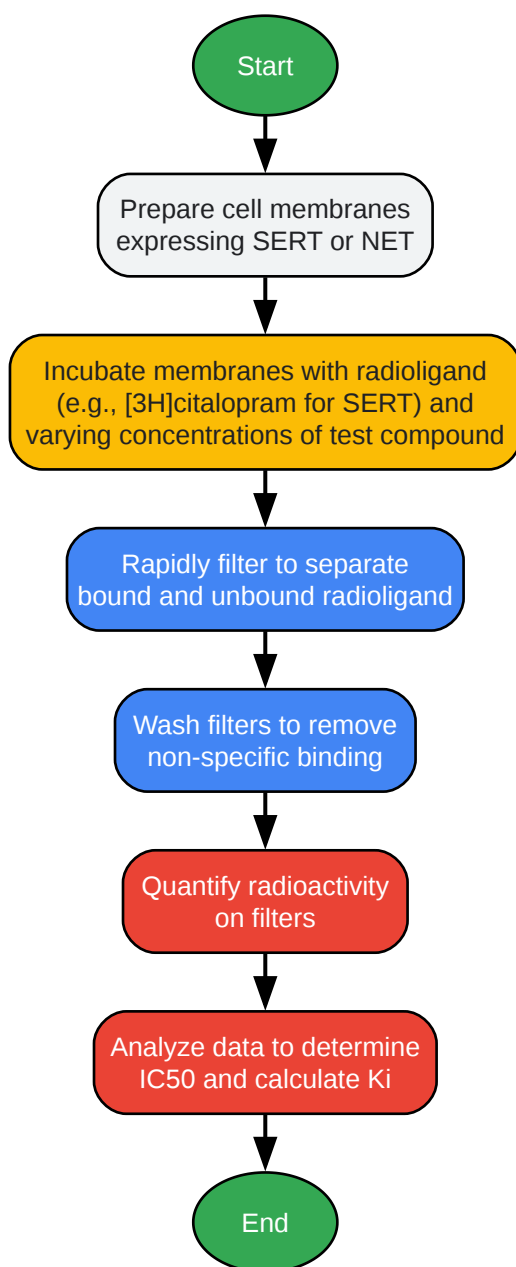 Start
Prepare cell membranes
expressing SERT or NET
Incubate membranes with radioligand
(e.g., [3H]citalopram for SERT) and
varying concentrations of test compound
Rapidly filter to separate
bound and unbound radioligand
Wash filters to remove
non-specific binding
Quantify radioactivity
on filters
Analyze data to determine
IC50 and calculate Ki
End